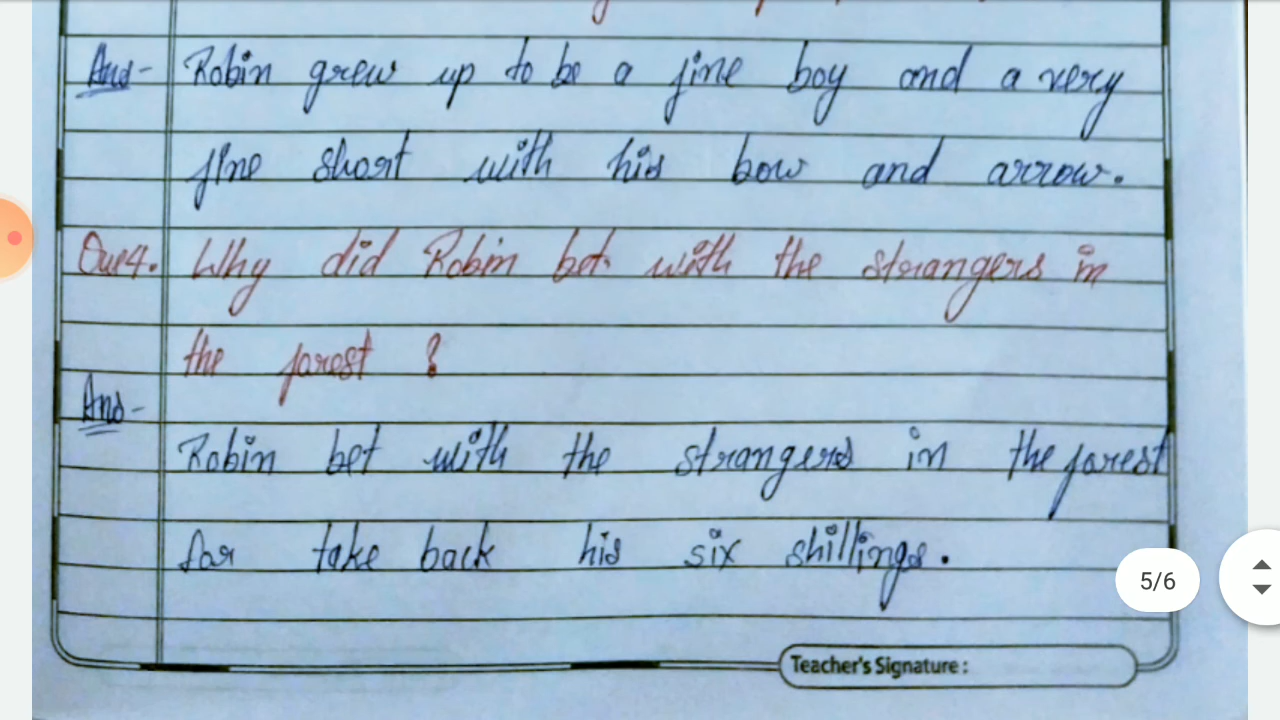 Ans- Robin grew up to be a fine boy and a very
fine short with his bow and arrow.
Que4. Why did Robin bet with the strangers in
the forest ?
Ans-
Robin bet with the strangers in the forest
for take back his six shillings.
5/6
Teacher's Signature :